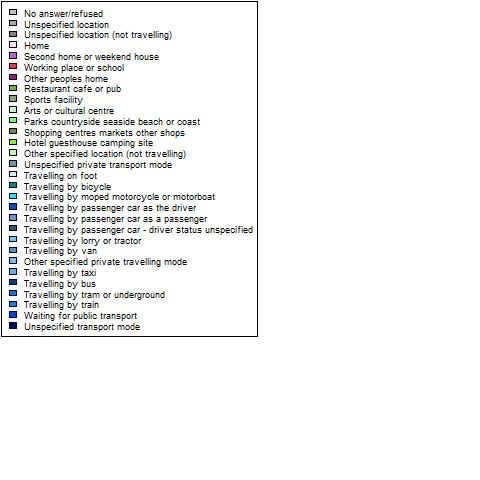 No answer/refused
Unspecified location
Unspecified location (not travelling)
Home
Second home or weekend house
Working place or school
Other peoples home
Restaurant cafe or pub
Sports facility
Arts or cultural centre
Parks countryside seaside beach or coast
Shopping centres markets other shops
Hotel guesthouse camping site
Other specified location (not travelling)
Unspecified private transport mode
Travelling on foot
Travelling by bicycle
Travelling by moped motorcycle or motorboat
Travelling by passenger car as the driver
Travelling by passenger car as a passenger
Travelling by passenger car - driver status unspecified
Travelling by lorry or tractor
Travelling by van
Other specified private travelling mode
Travelling by taxi
Travelling by bus
Travelling by tram or underground
Travelling by train
Waiting for public transport
Unspecified transport mode